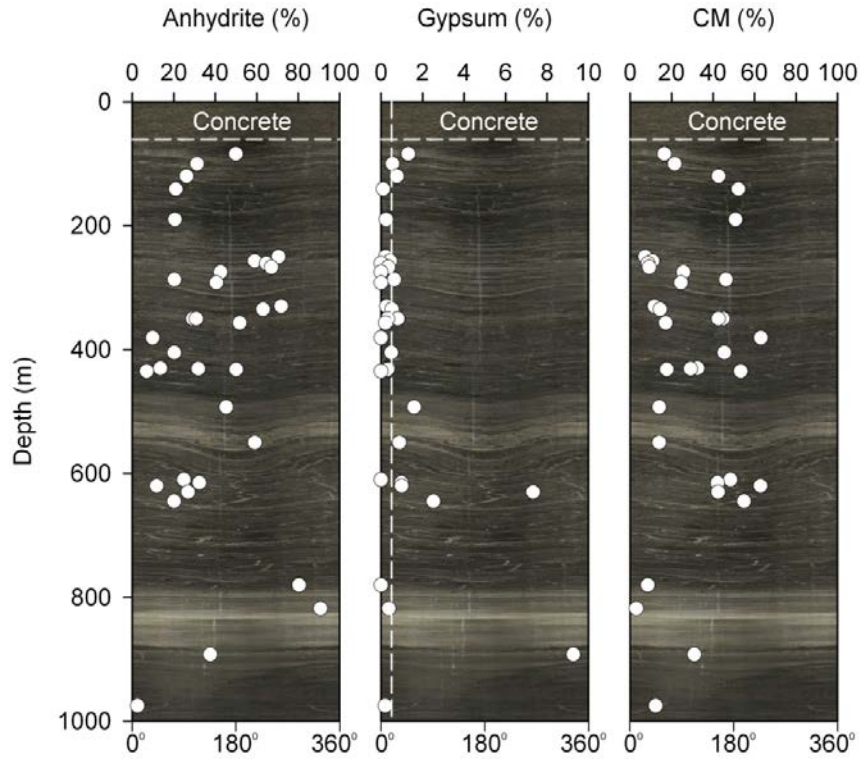 Anhydrite (%) Gypsum (%) CM (%)
0 20 40 60 80 100 0 2 4 6 8 10 0 20 40 60 80 100
0
Concrete Concrete Concrete
200
400
Depth (m)
600
800
1000
0° 180° 360° 0° 180° 360° 0° 180° 360°